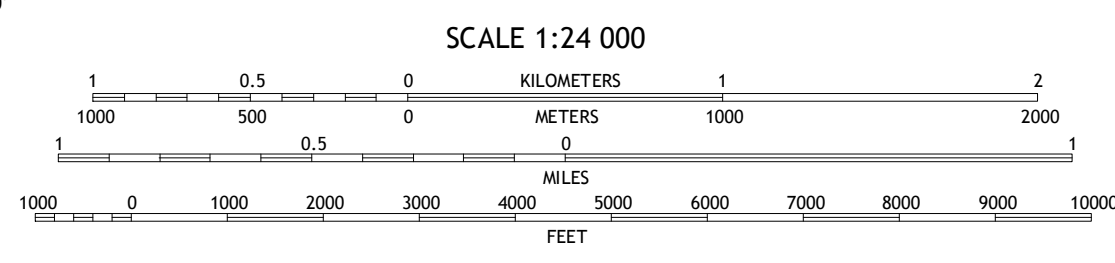 SCALE 1:24 000
1 0.5 0 KILOMETERS 1 2
1000 500 0 METERS 1000 2000
1 0.5 0 1
MILES
1000 0 1000 2000 3000 4000 5000 6000 7000 8000 9000 10000
FEET